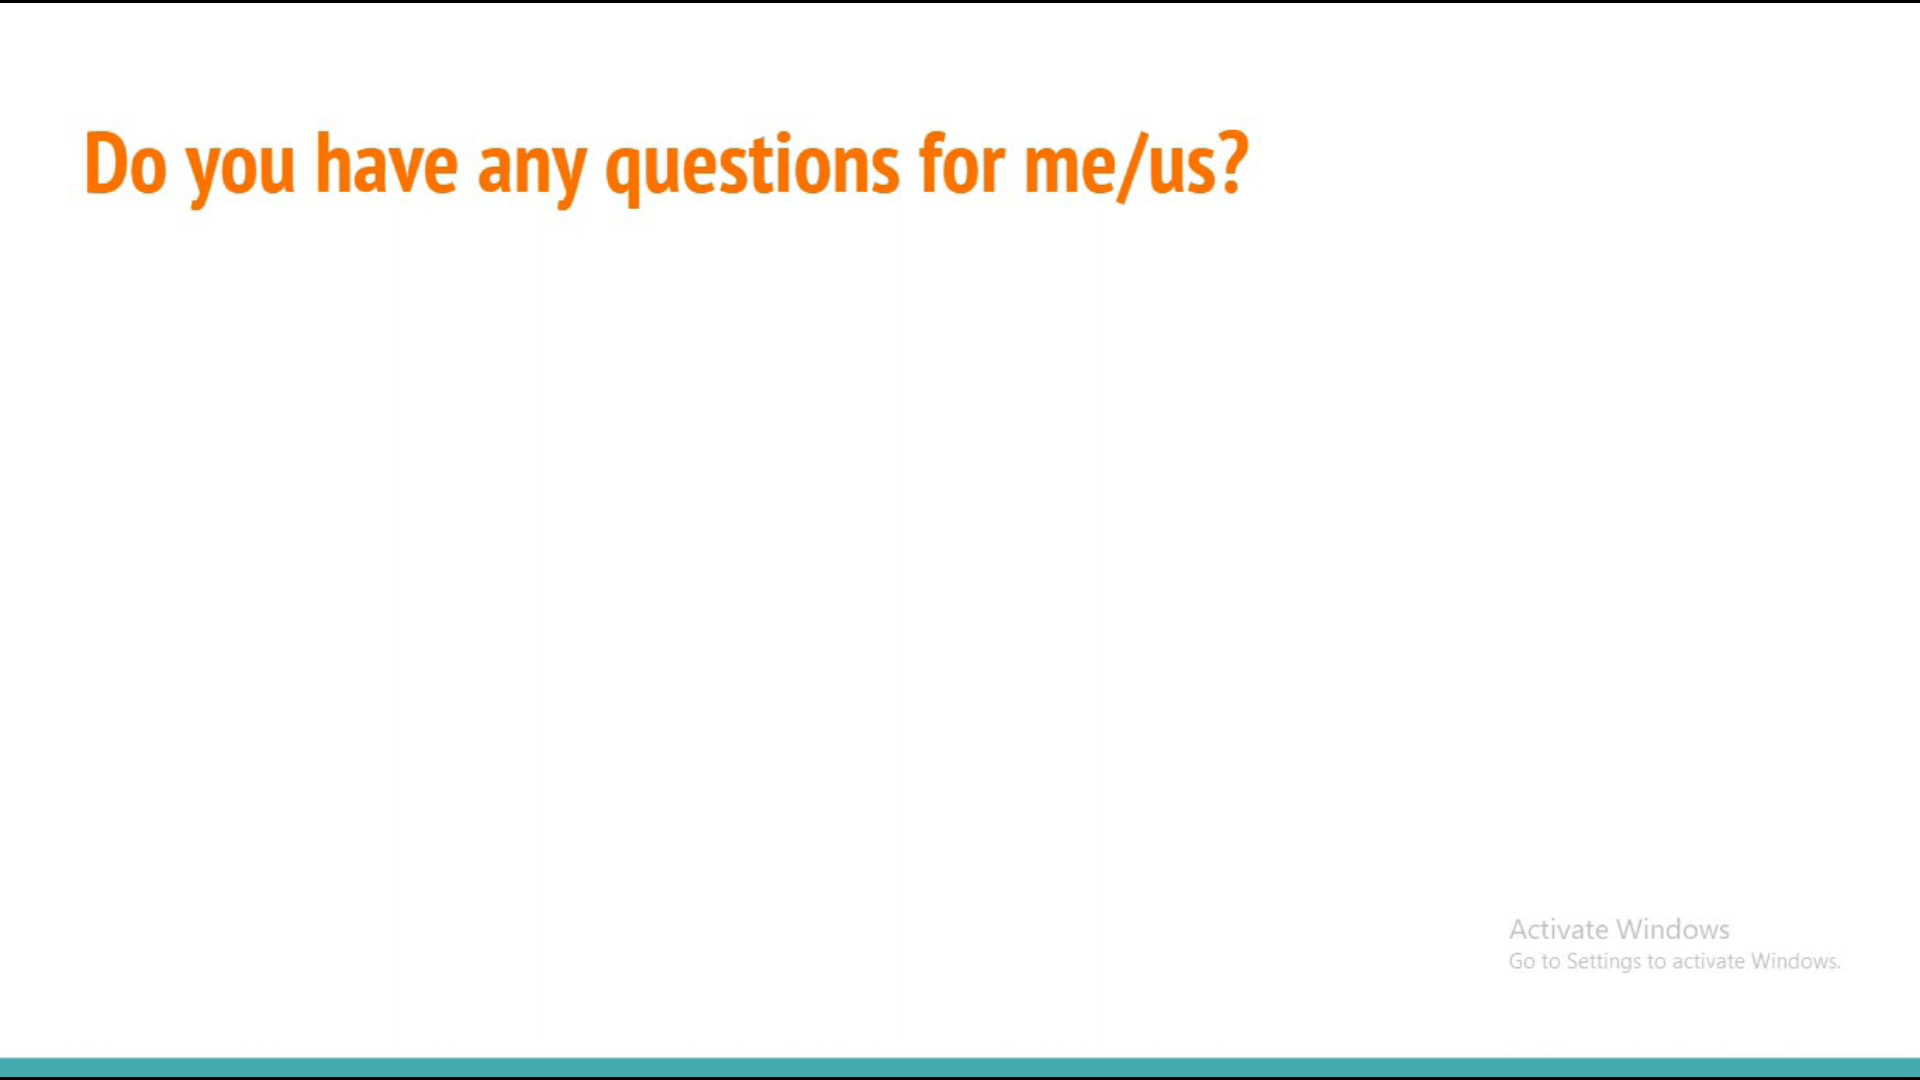 Do you have any questions for me/us?
Activate Windows
Go to Settings to activate Windows.